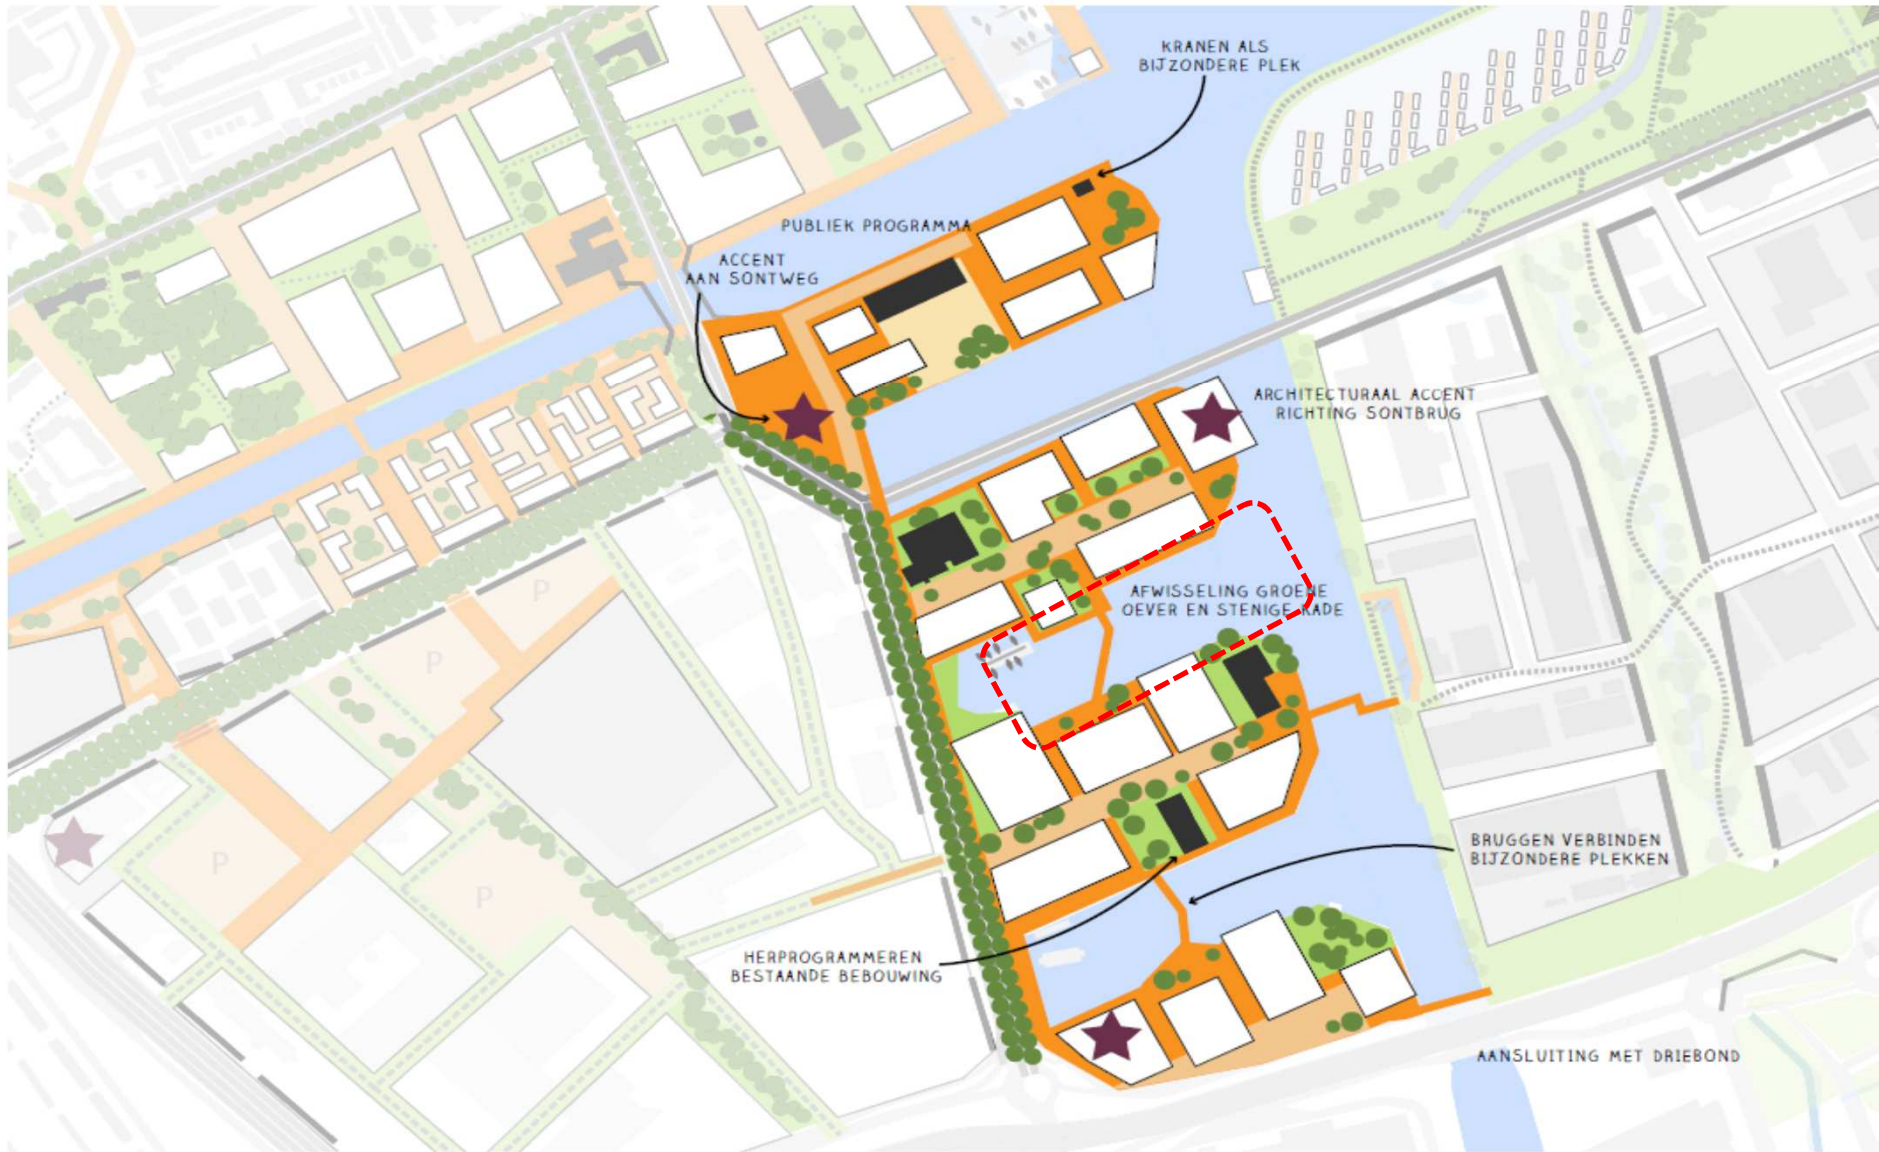 KRANEN ALS
BIJZONDERE PLEK
PUBLIEK PROGRAMMA
ACCENT
AAN SONTWEG
ARCHITECTURAAL ACCENT
RICHTING SONTBRUG
AFWISSELING GROENE
OEVER EN STENIGE KADE
P
P
P
P
BRUGGEN VERBINDEN
BIJZONDERE PLEKKEN
HERPROGRAMMEREN
BESTAANDE BEBOUWING
AANSLUITING MET DRIEBOND